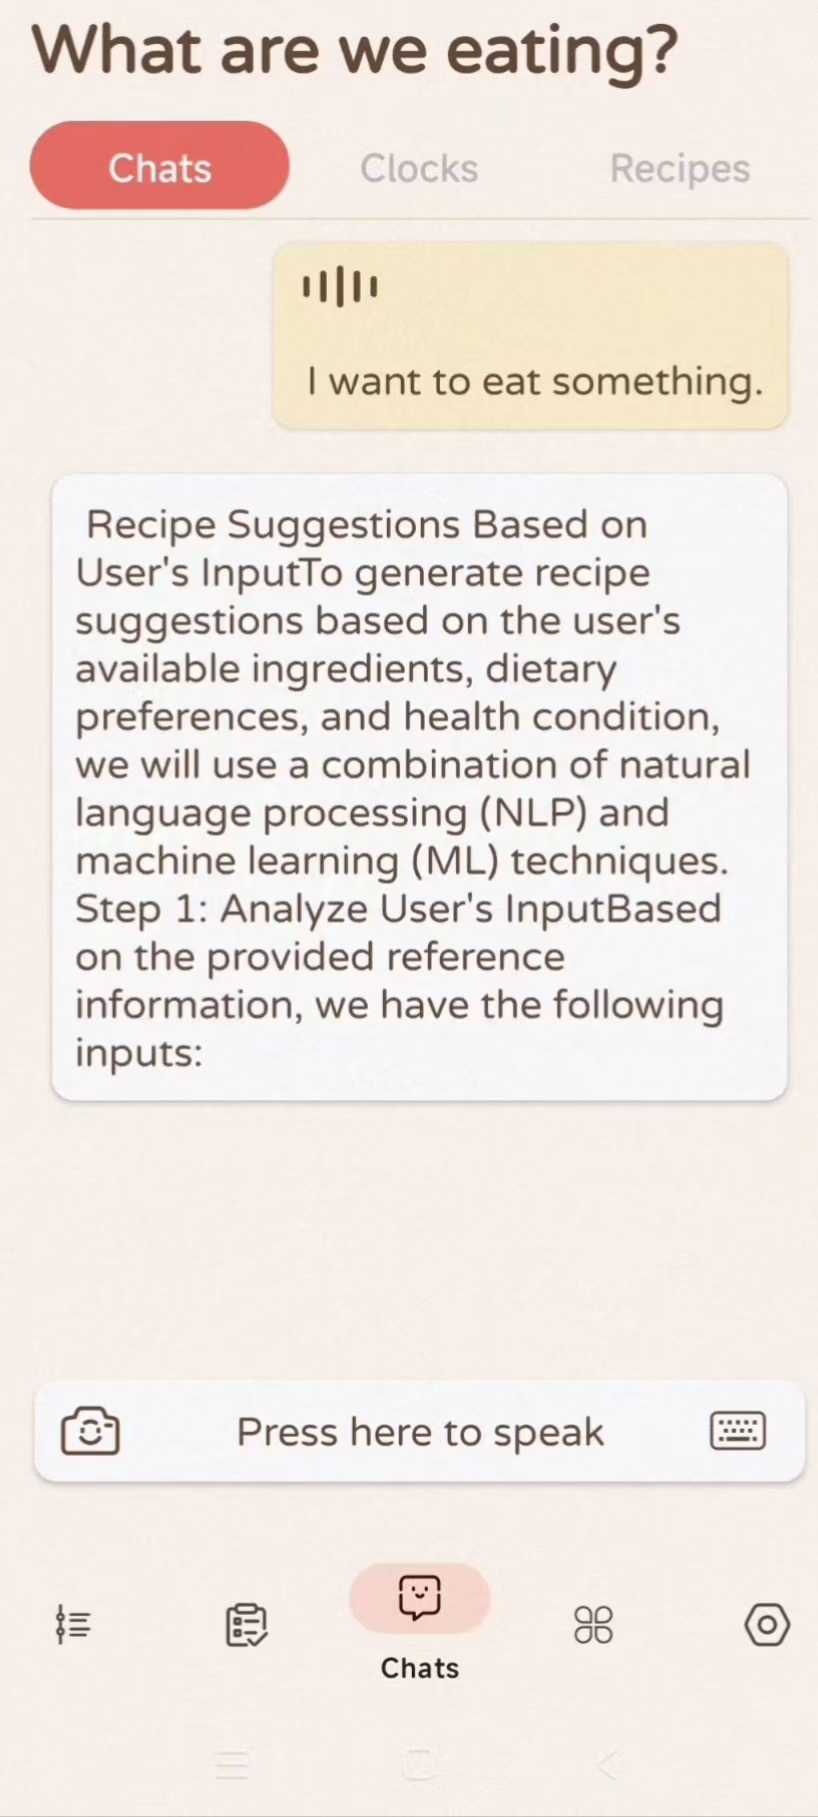 What are we eating?
Chats
Clocks
Recipes
I want to eat something.
Recipe Suggestions Based on
User's InputTo generate recipe
suggestions based on the user's
available ingredients, dietary
preferences, and health condition,
we will use a combination of natural
language processing (NLP) and
machine learning (ML) techniques.
Step 1: Analyze User's InputBased
on the provided reference
information, we have the following
inputs:
Press here to speak
Chats